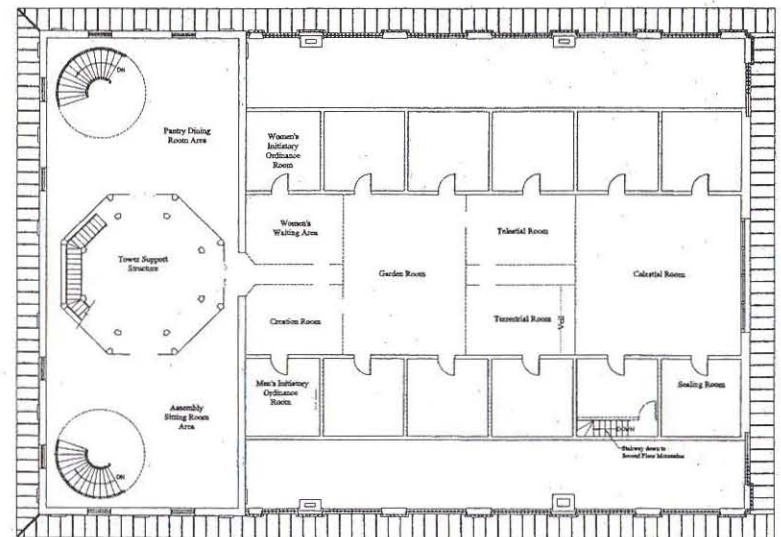 DN
Pantry Dining
Room Area
Women's
Initiatory
Ordinance
Room
Women's
Waiting Area
Telestial Room
Tower Support
Structure
Garden Room
Celestial Room
Creation Room
Terrestrial Room
Veil
Men's Initiatory
Ordinance
Room
Sealing Room
Assembly
Sitting Room
Area
DOWN
Stairway down to
Second Floor Mezzanine
DN